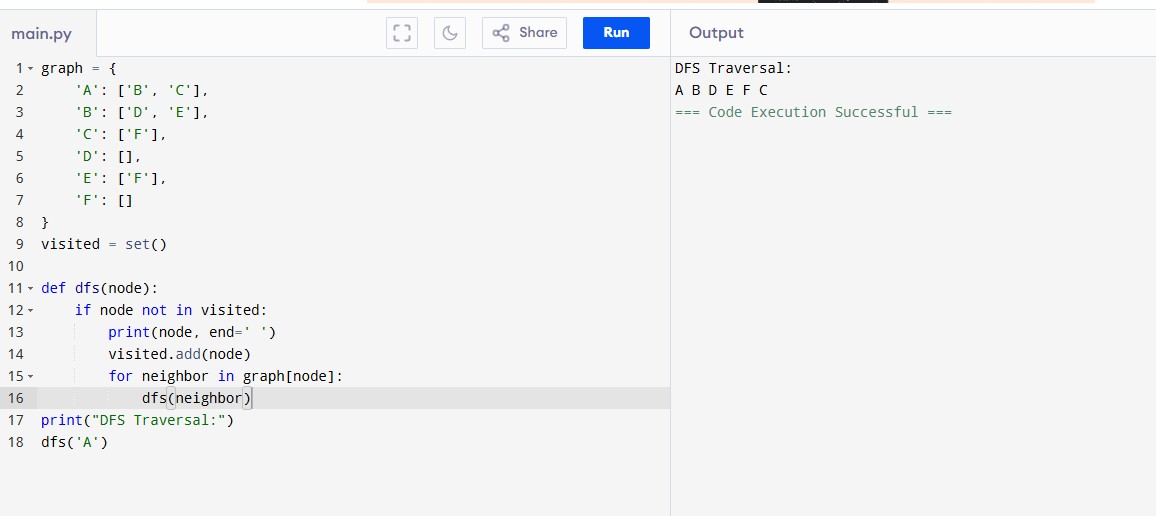 main.py
Share
Run
Output
1 graph = {
2     'A': ['B', 'C'],
3     'B': ['D', 'E'],
4     'C': ['F'],
5     'D': [],
6     'E': ['F'],
7     'F': []
8 }
9 visited = set()
10
11 def dfs(node):
12     if node not in visited:
13         print(node, end=' ')
14         visited.add(node)
15         for neighbor in graph[node]:
16             dfs(neighbor)
17 print("DFS Traversal:")
18 dfs('A')
DFS Traversal:
A B D E F C
=== Code Execution Successful ===